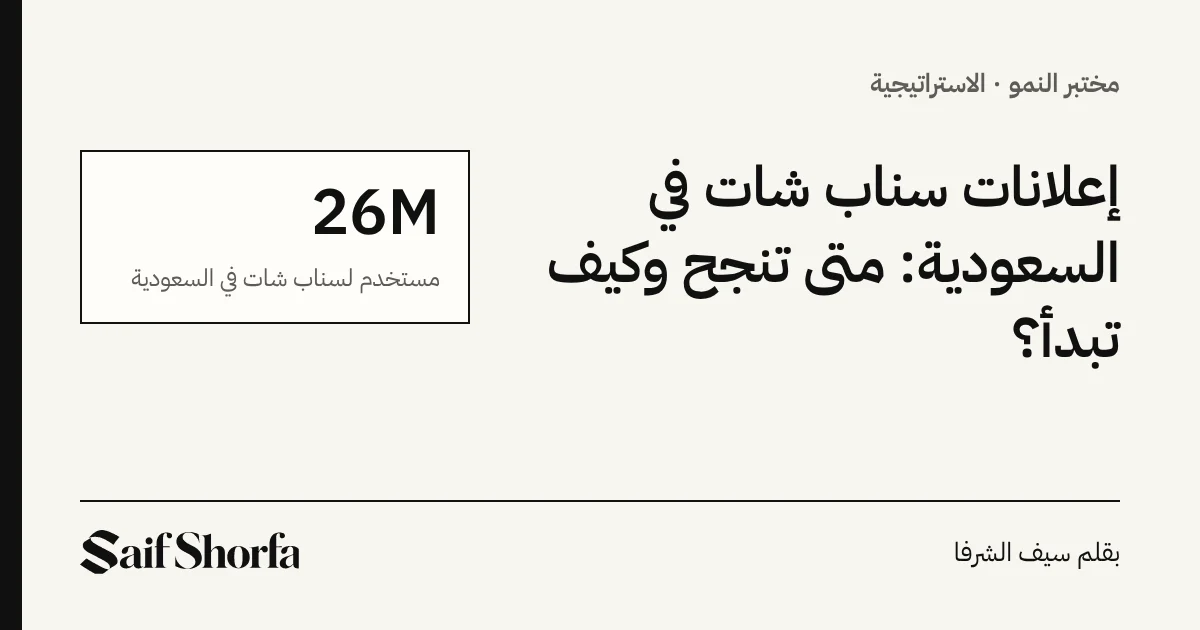 مختبر النمو · الاستراتيجية
إعلانات سناب شات في
السعودية: متى تنجح وكيف
تبدأ؟
26M
مستخدم لسناب شات في السعودية
بقلم سيف الشرفا
Saif Shorfa